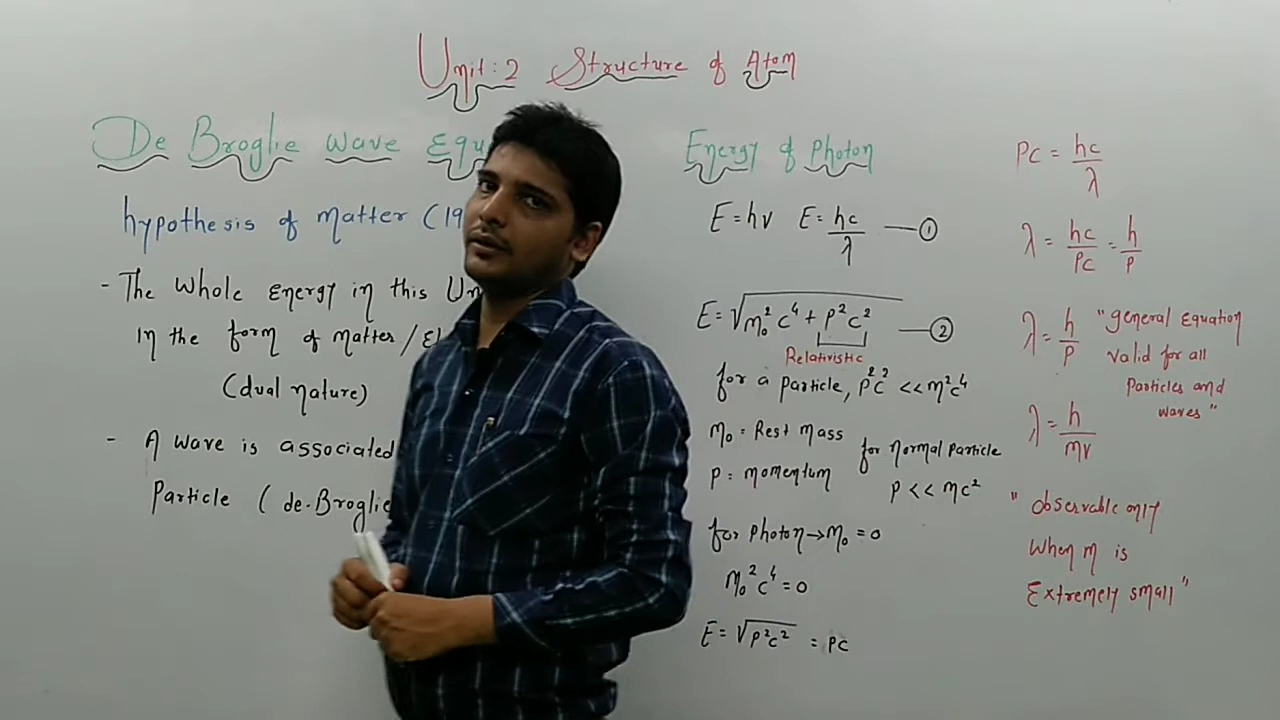 Unit: 2 Structure of Atom
De Broglie Wave Equ
hypothesis of matter (19
- The Whole Energy in this Un
In the form of matter/El
(dual nature)
- A wave is associated
Particle ( de-Broglie
Energy of Photon
E = hν E = hc/λ —①
E = √m₀²c⁴ + P²c² —②
Relativistic
for a particle, P²c² << m²c⁴
m₀ = Rest mass
P = momentum
for normal particle
P << mc²
for Photon → m₀ = 0
m₀²c⁴ = 0
E = √P²c² = PC
PC = hc/λ
λ = hc/PC = h/P
λ = h/P "general Equation
valid for all
Particles and
waves"
λ = h/mv
"observable only
When m is
Extremely small"